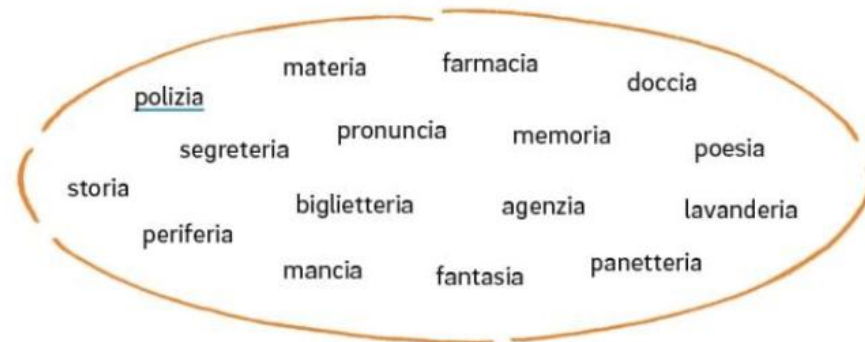 materia farmacia
polizia doccia
pronuncia memoria
segreteria poesia
storia
biglietteria agenzia lavanderia
periferia
mancia fantasia panetteria